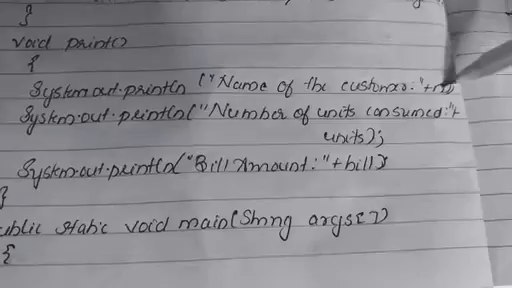 }
void print()
{
System.out.println ("Name of the customer:"+n);
System.out.println("Number of units consumed:"+
units);
System.out.println("Bill Amount:"+bill);
}
public static void main(String args[])
{